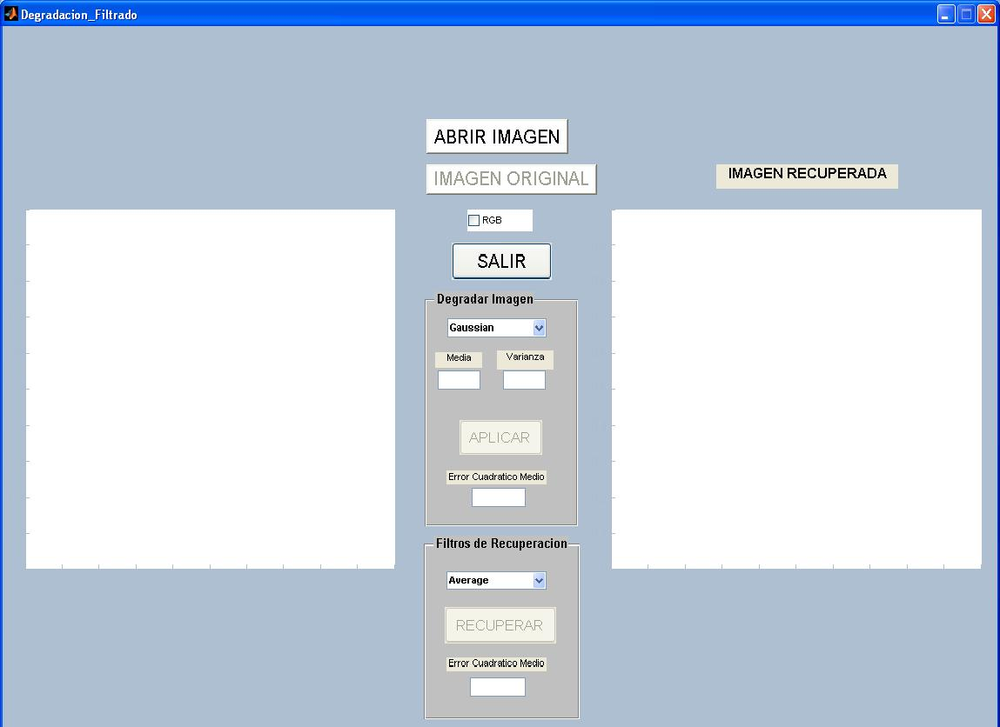 Degradacion_Filtrado
ABRIR IMAGEN
IMAGEN ORIGINAL
IMAGEN RECUPERADA
RGB
SALIR
Degradar Imagen
Gaussian
Media Varianza
APLICAR
Error Cuadratico Medio
Filtros de Recuperacion
Average
RECUPERAR
Error Cuadratico Medio